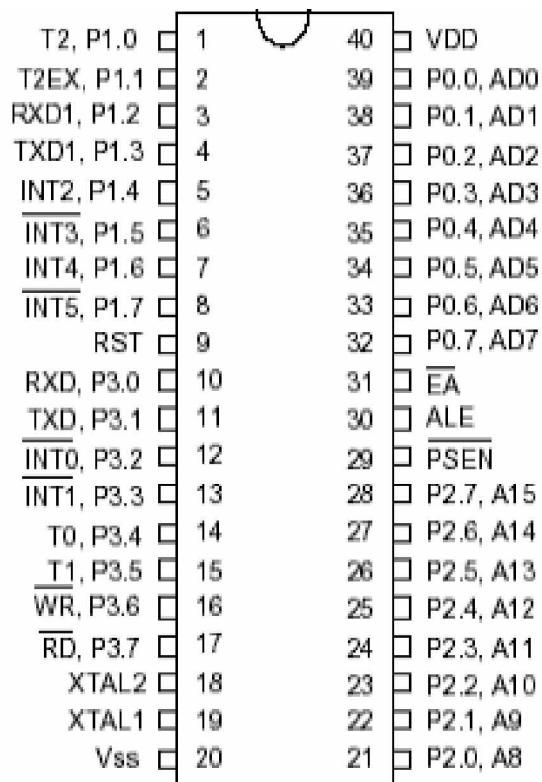 T2, P1.0 1 40 VDD
T2EX, P1.1 2 39 P0.0, AD0
RXD1, P1.2 3 38 P0.1, AD1
TXD1, P1.3 4 37 P0.2, AD2
INT2, P1.4 5 36 P0.3, AD3
INT3, P1.5 6 35 P0.4, AD4
INT4, P1.6 7 34 P0.5, AD5
INT5, P1.7 8 33 P0.6, AD6
RST 9 32 P0.7, AD7
RXD, P3.0 10 31 EA
TXD, P3.1 11 30 ALE
INT0, P3.2 12 29 PSEN
INT1, P3.3 13 28 P2.7, A15
T0, P3.4 14 27 P2.6, A14
T1, P3.5 15 26 P2.5, A13
WR, P3.6 16 25 P2.4, A12
RD, P3.7 17 24 P2.3, A11
XTAL2 18 23 P2.2, A10
XTAL1 19 22 P2.1, A9
Vss 20 21 P2.0, A8